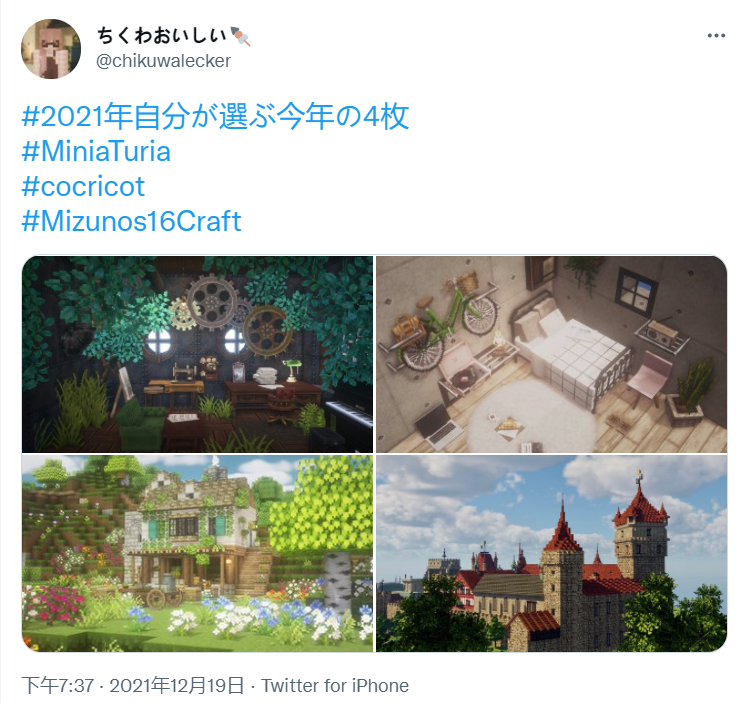 ちくわおいしい🍢
@chikuwalecker
#2021年自分が選ぶ今年の4枚
#MiniaTuria
#cocricot
#Mizunos16Craft
下午7:37 · 2021年12月19日 · Twitter for iPhone